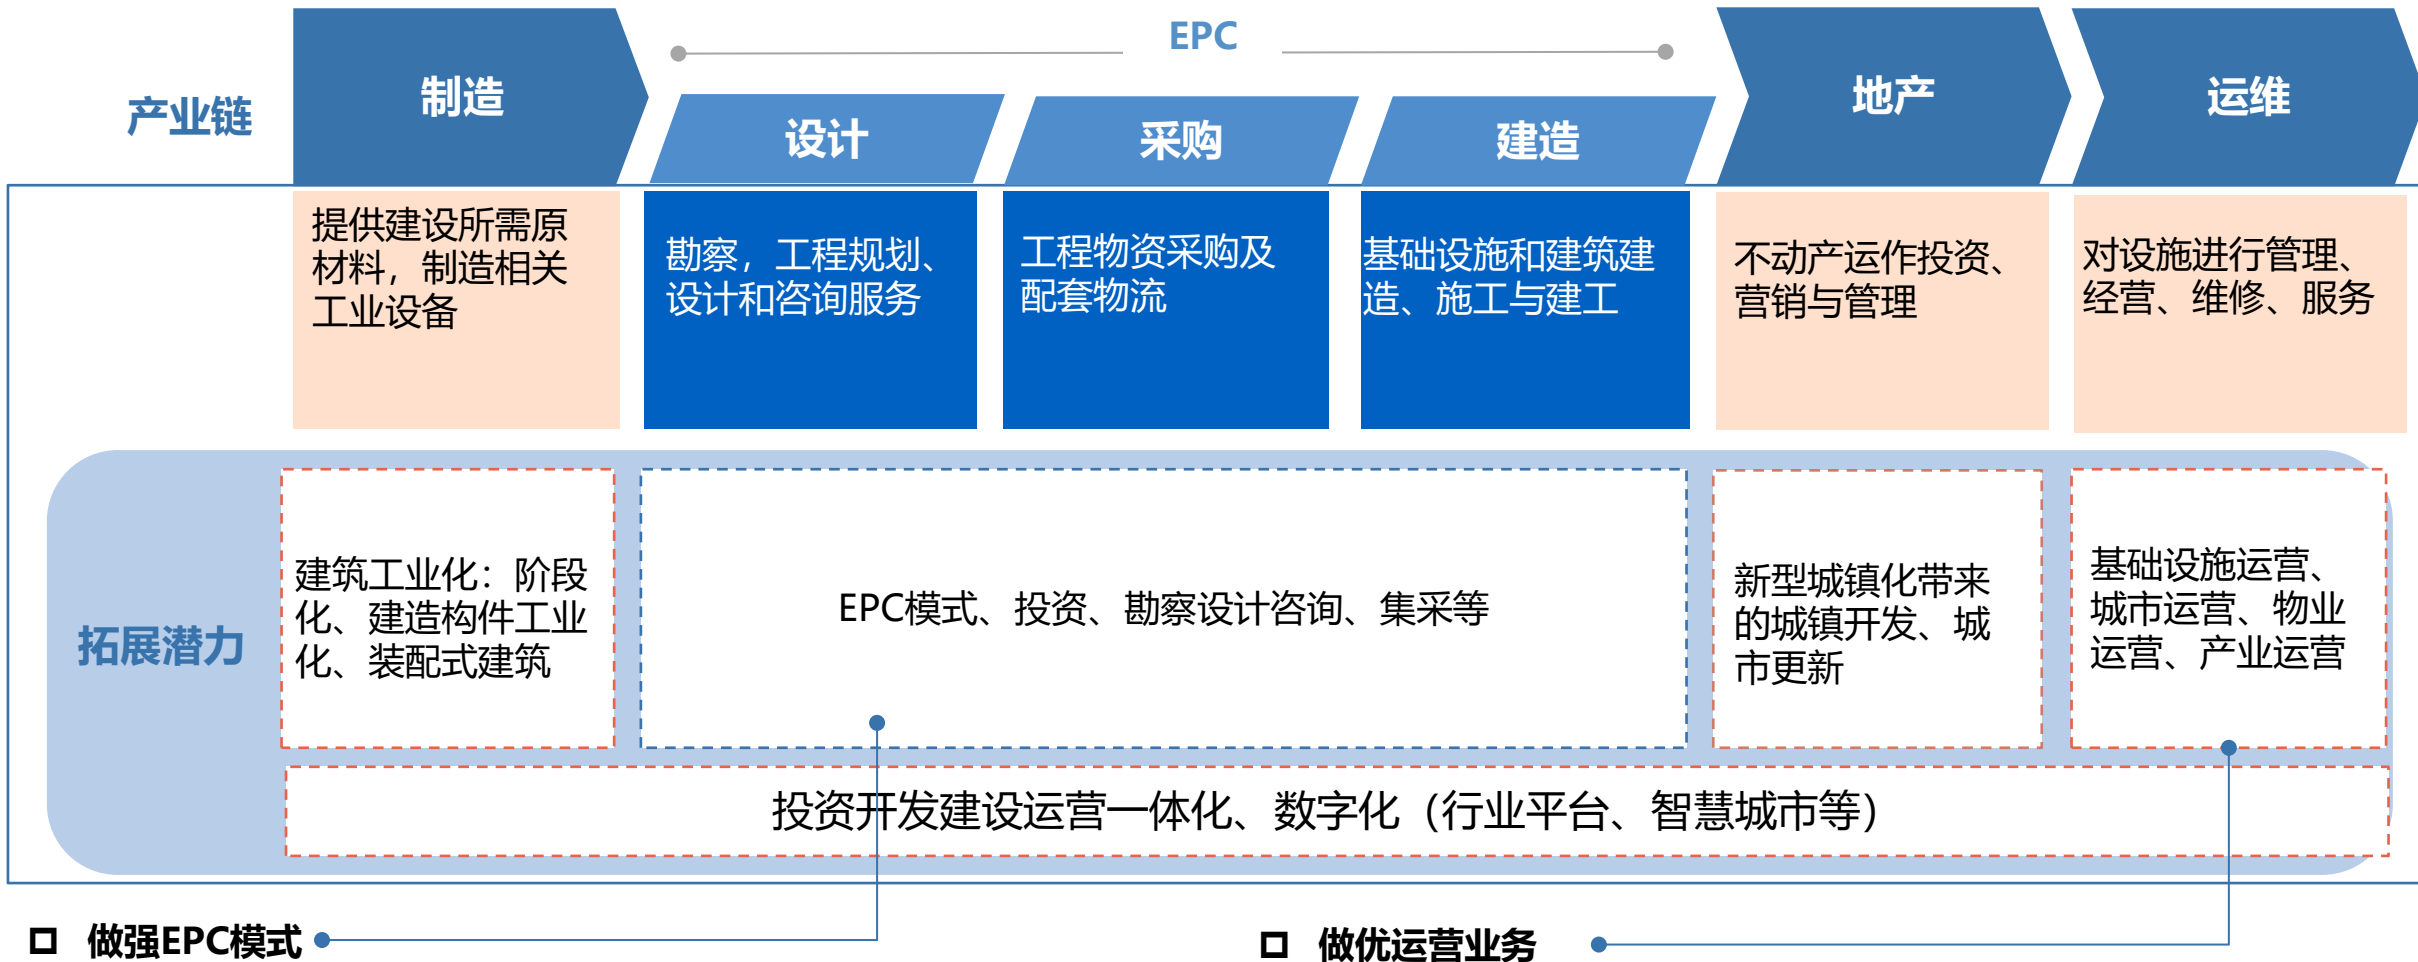 EPC
产业链
制造
设计
采购
建造
地产
运维
提供建设所需原
材料，制造相关
工业设备
勘察，工程规划、
设计和咨询服务
工程物资采购及
配套物流
基础设施和建筑建
造、施工与建工
不动产运作投资、
营销与管理
对设施进行管理、
经营、维修、服务
拓展潜力
建筑工业化：阶段
化、建造构件工业
化、装配式建筑
EPC模式、投资、勘察设计咨询、集采等
新型城镇化带来
的城镇开发、城
市更新
基础设施运营、
城市运营、物业
运营、产业运营
投资开发建设运营一体化、数字化（行业平台、智慧城市等）
做强EPC模式
做优运营业务